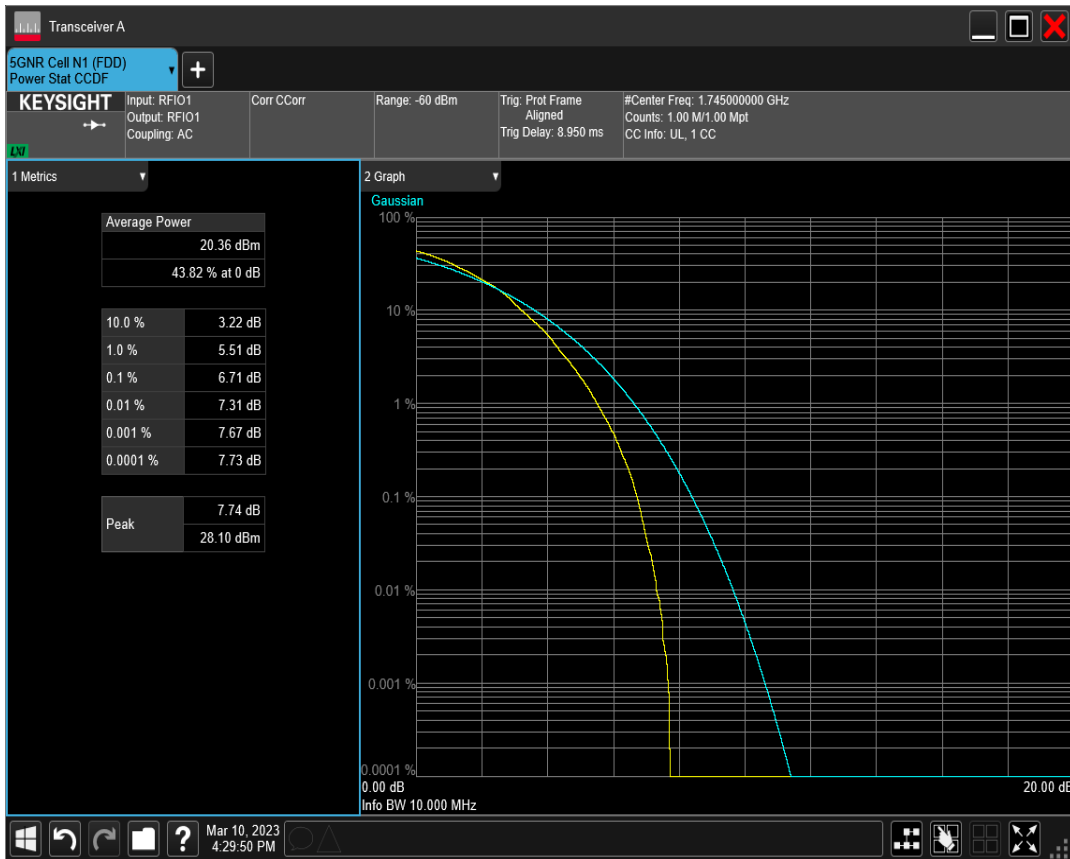 Transceiver A
5GNR Cell N1 (FDD)
Power Stat CCDF
+
KEYSIGHT
LXI
Input: RFIO1
Output: RFIO1
Coupling: AC
Corr CCorr
Range: -60 dBm
Trig: Prot Frame
Aligned
Trig Delay: 8.950 ms
#Center Freq: 1.745000000 GHz
Counts: 1.00 M/1.00 Mpt
CC Info: UL, 1 CC
1 Metrics
Average Power
20.36 dBm
43.82 % at 0 dB
10.0 % 3.22 dB
1.0 % 5.51 dB
0.1 % 6.71 dB
0.01 % 7.31 dB
0.001 % 7.67 dB
0.0001 % 7.73 dB
Peak
7.74 dB
28.10 dBm
2 Graph
Gaussian
100 %
10 %
1 %
0.1 %
0.01 %
0.001 %
0.0001 %
0.00 dB 20.00 dB
Info BW 10.000 MHz
?
Mar 10, 2023
4:29:50 PM